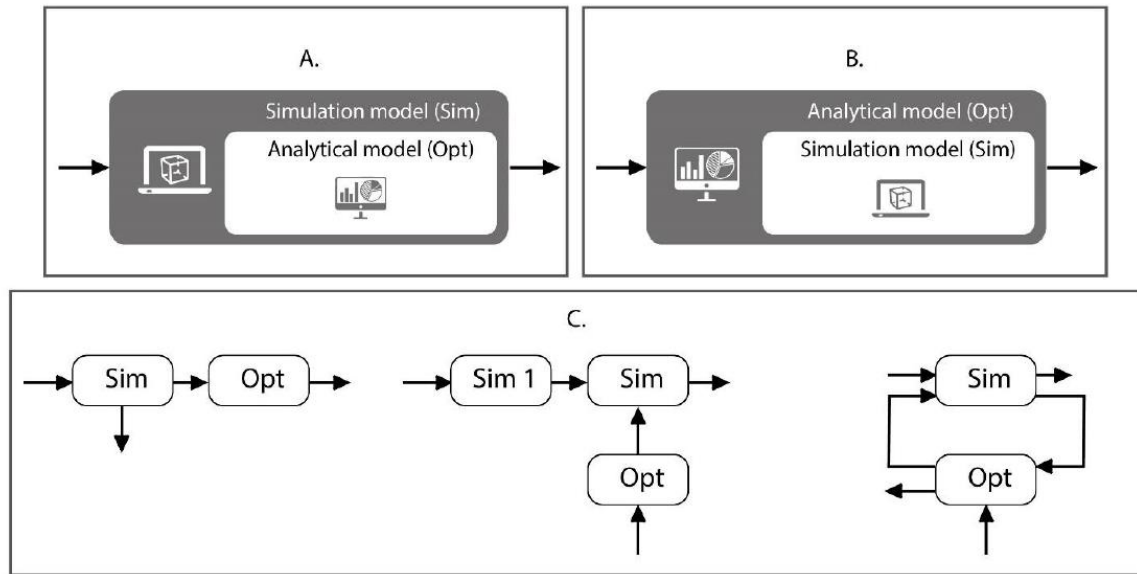 A.
Simulation model (Sim)
Analytical model (Opt)
B.
Analytical model (Opt)
Simulation model (Sim)
C.
Sim
Opt
Sim 1
Sim
Opt
Sim
Opt